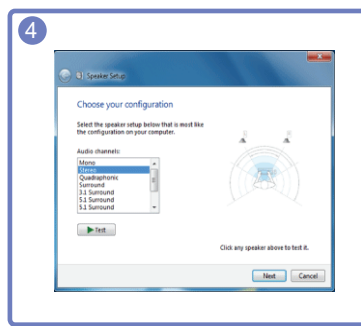 4
Speaker Setup
Choose your configuration
Select the speaker setup below that is most like
the configuration on your computer.
Audio channels:
Mono
Stereo
Quadraphonic
Surround
3.1 Surround
5.1 Surround
5.1 Surround
Test
Click any speaker above to test it.
Next
Cancel